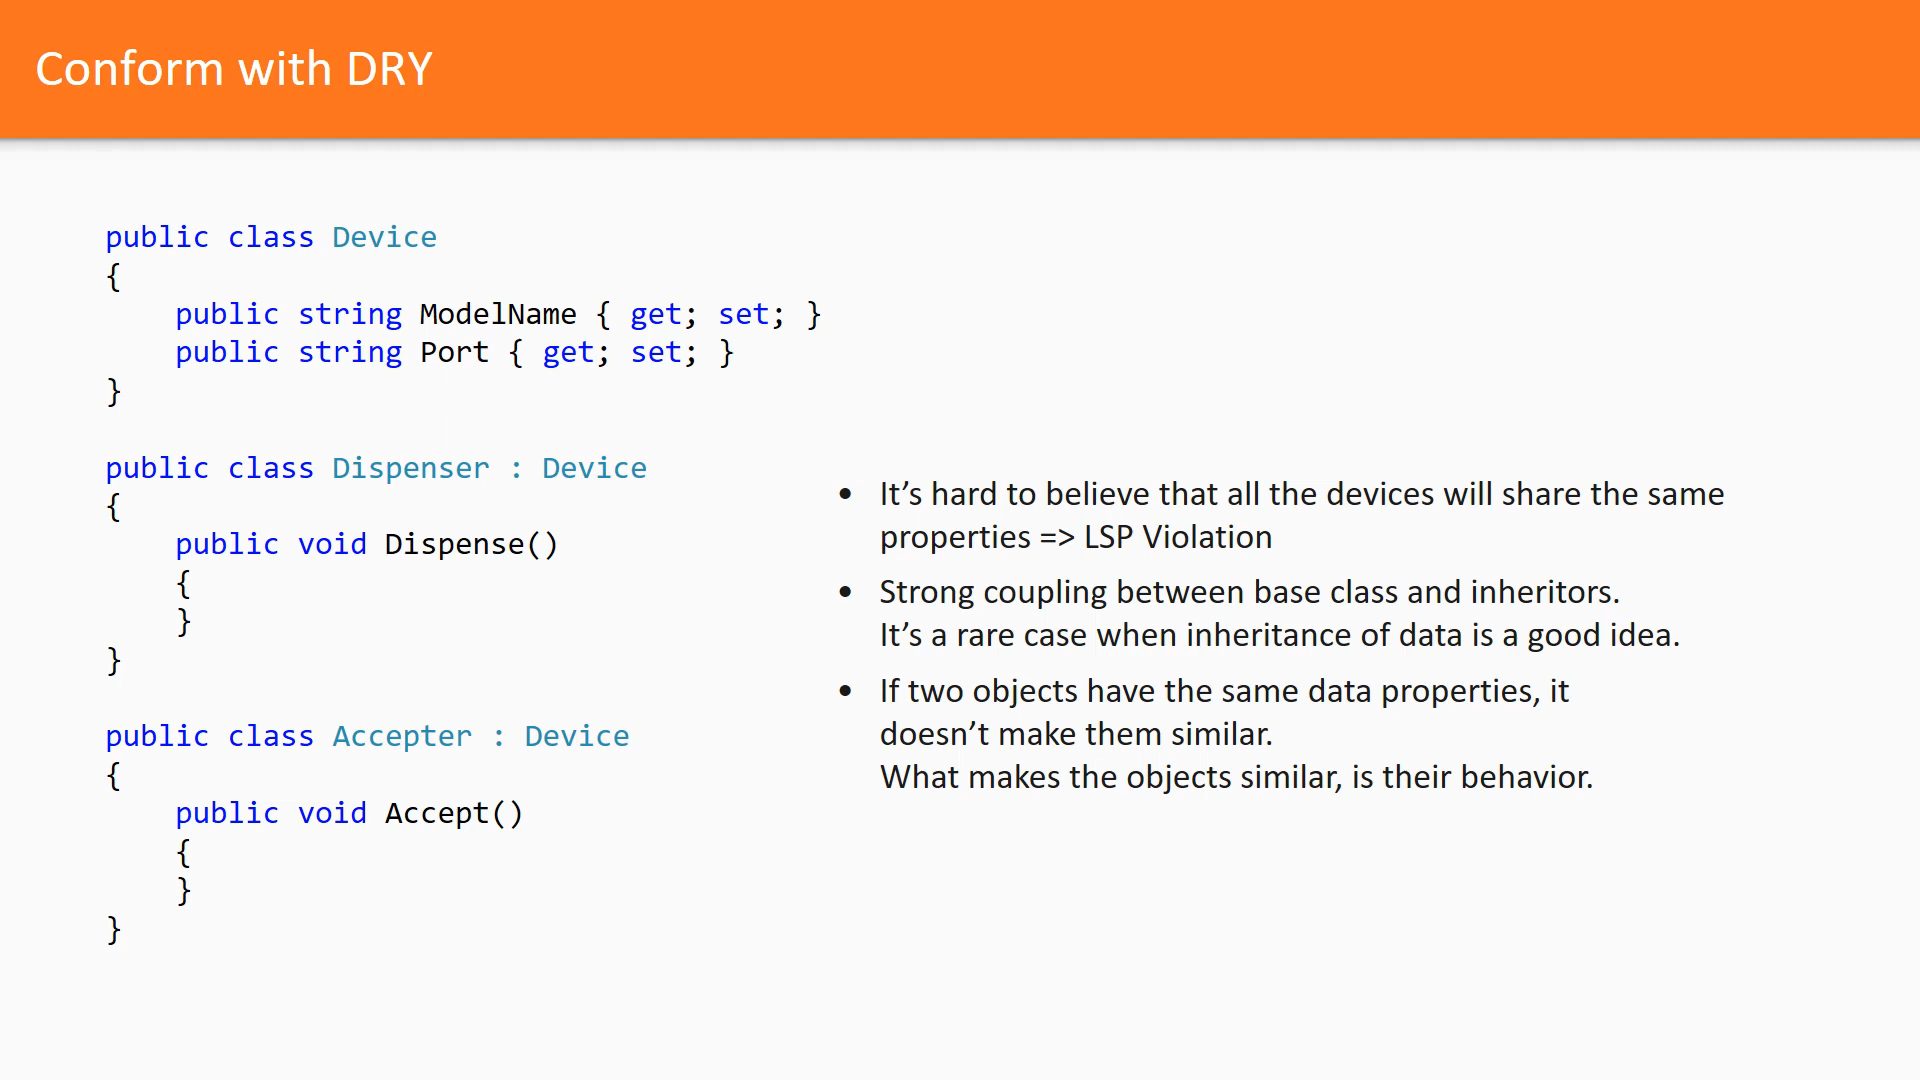 Conform with DRY
public class Device
{
    public string ModelName { get; set; }
    public string Port { get; set; }
}
public class Dispenser : Device
{
    public void Dispense()
    {
    }
}
public class Accepter : Device
{
    public void Accept()
    {
    }
}
• It’s hard to believe that all the devices will share the same
properties => LSP Violation
• Strong coupling between base class and inheritors.
It’s a rare case when inheritance of data is a good idea.
• If two objects have the same data properties, it
doesn’t make them similar.
What makes the objects similar, is their behavior.